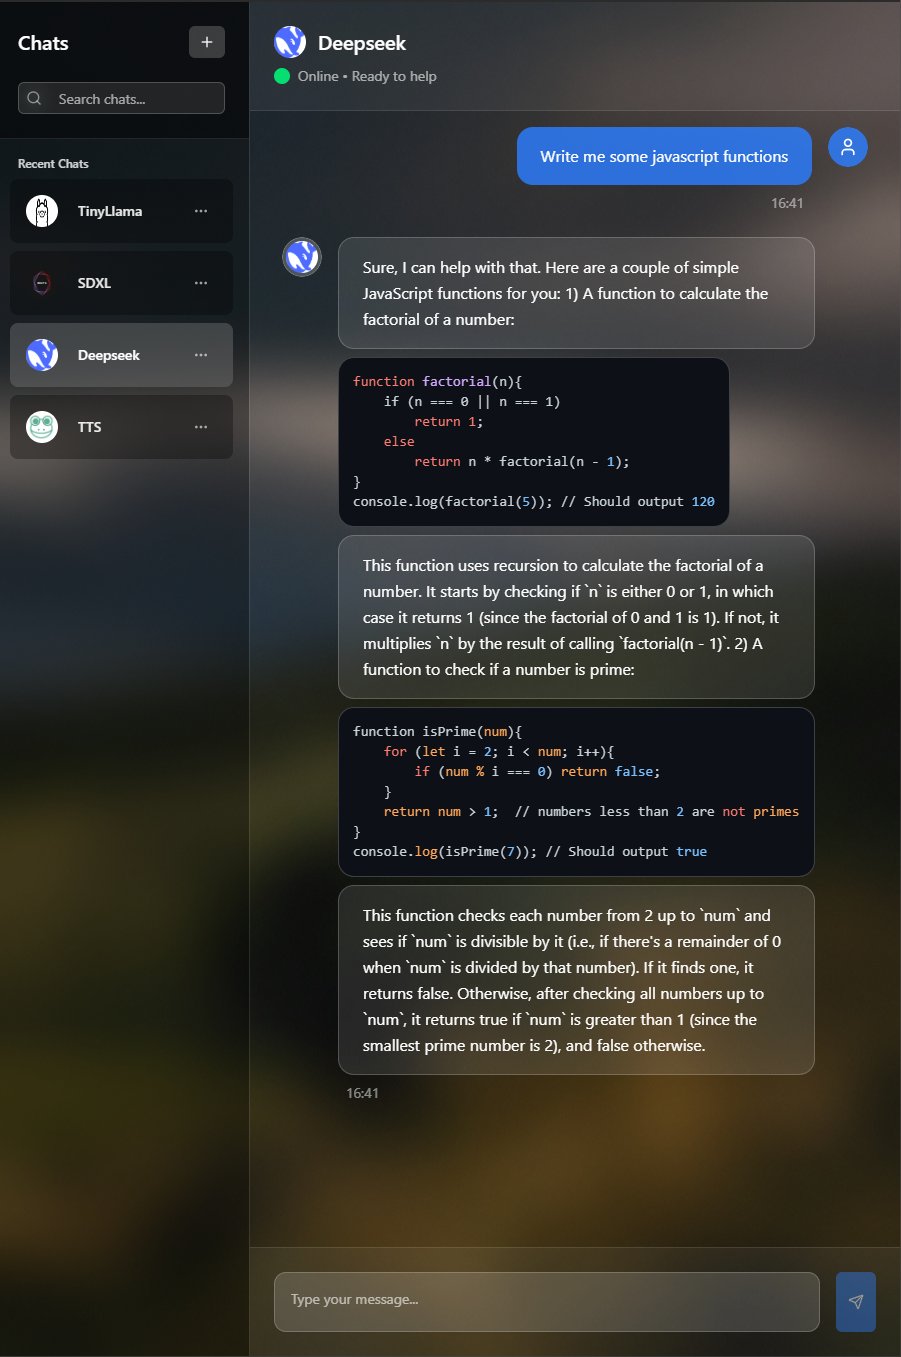 Chats
Search chats...
Recent Chats
TinyLlama
SDXL
Deepseek
TTS
Deepseek
Online • Ready to help
Write me some javascript functions
16:41
Sure, I can help with that. Here are a couple of simple
JavaScript functions for you: 1) A function to calculate the
factorial of a number:
function factorial(n){
    if (n === 0 || n === 1)
        return 1;
    else
        return n * factorial(n - 1);
}
console.log(factorial(5)); // Should output 120
This function uses recursion to calculate the factorial of a
number. It starts by checking if `n` is either 0 or 1, in which
case it returns 1 (since the factorial of 0 and 1 is 1). If not, it
multiplies `n` by the result of calling `factorial(n - 1)`. 2) A
function to check if a number is prime:
function isPrime(num){
    for (let i = 2; i < num; i++){
        if (num % i === 0) return false;
    }
    return num > 1;  // numbers less than 2 are not primes
}
console.log(isPrime(7)); // Should output true
This function checks each number from 2 up to `num` and
sees if `num` is divisible by it (i.e., if there's a remainder of 0
when `num` is divided by that number). If it finds one, it
returns false. Otherwise, after checking all numbers up to
`num`, it returns true if `num` is greater than 1 (since the
smallest prime number is 2), and false otherwise.
16:41
Type your message...